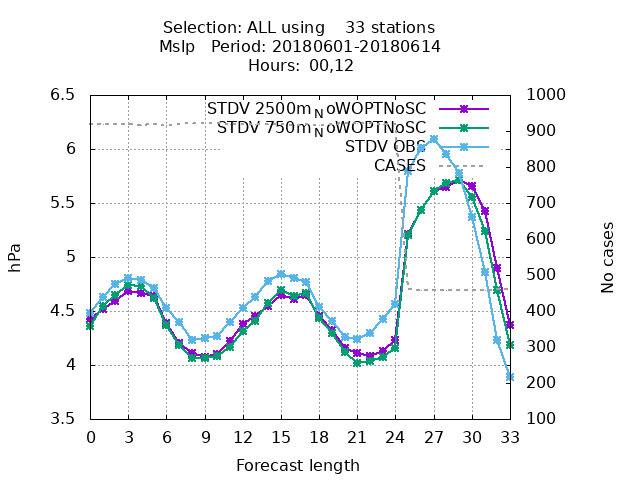 Selection: ALL using 33 stations
Mslp Period: 20180601-20180614
Hours: 00,12
STDV 2500m_NoWOPTNoSC
STDV 750m_NoWOPTNoSC
STDV OBS
CASES
6.5
6
5.5
5
4.5
4
3.5
hPa
1000
900
800
700
600
500
400
300
200
100
No cases
0 3 6 9 12 15 18 21 24 27 30 33
Forecast length